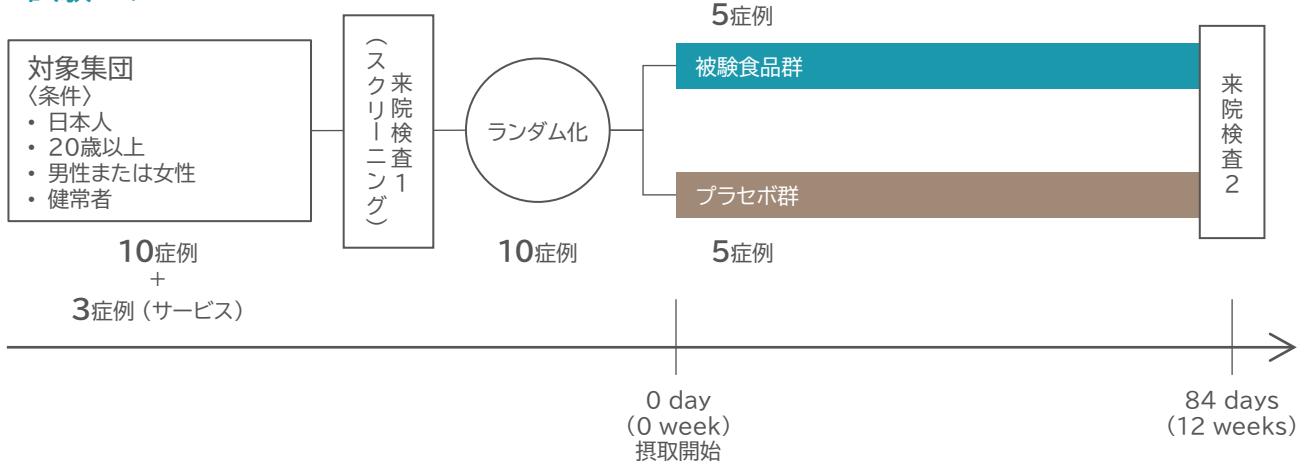 5症例
対象集団
〈条件〉
• 日本人
• 20歳以上
• 男性または女性
• 健常者
来院検査1
(スクリーニング)
ランダム化
被験食品群
プラセボ群
来院検査2
10症例
+
3症例（サービス）
10症例
5症例
0 day
(0 week)
摂取開始
84 days
(12 weeks)